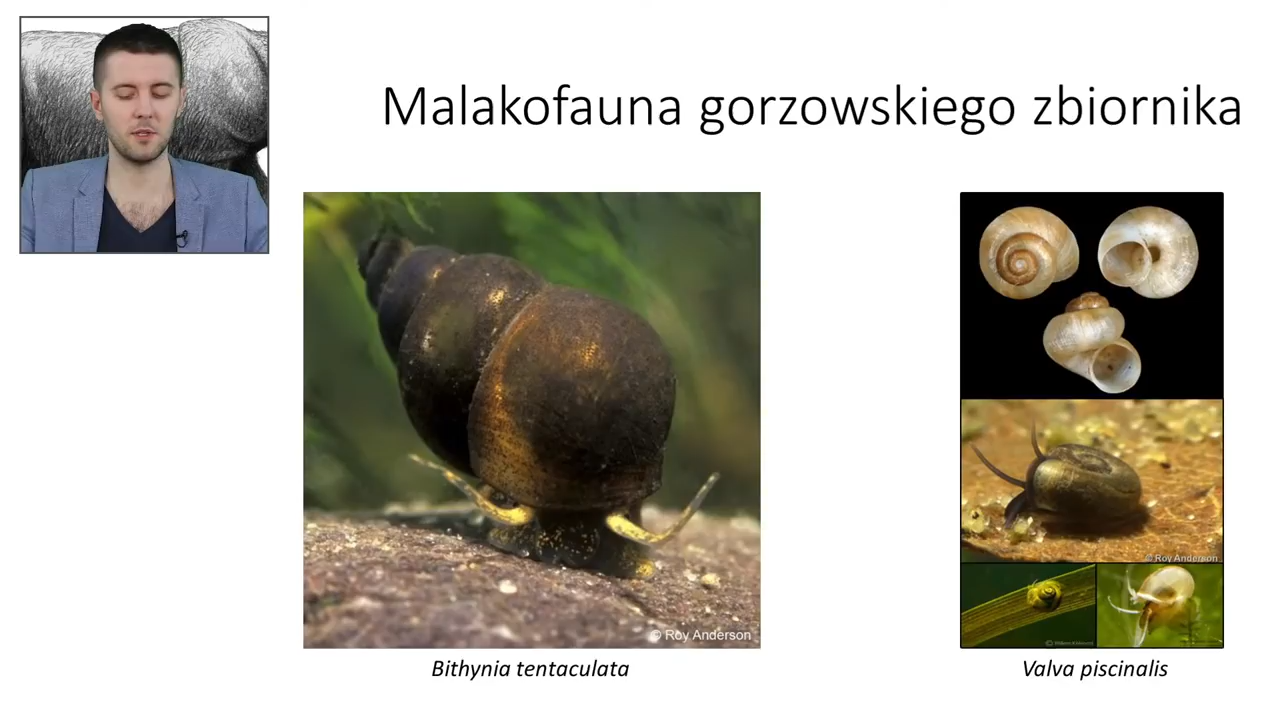 Malakofauna gorzowskiego zbiornika
© Roy Anderson
© Roy Anderson
Bithynia tentaculata
Valva piscinalis